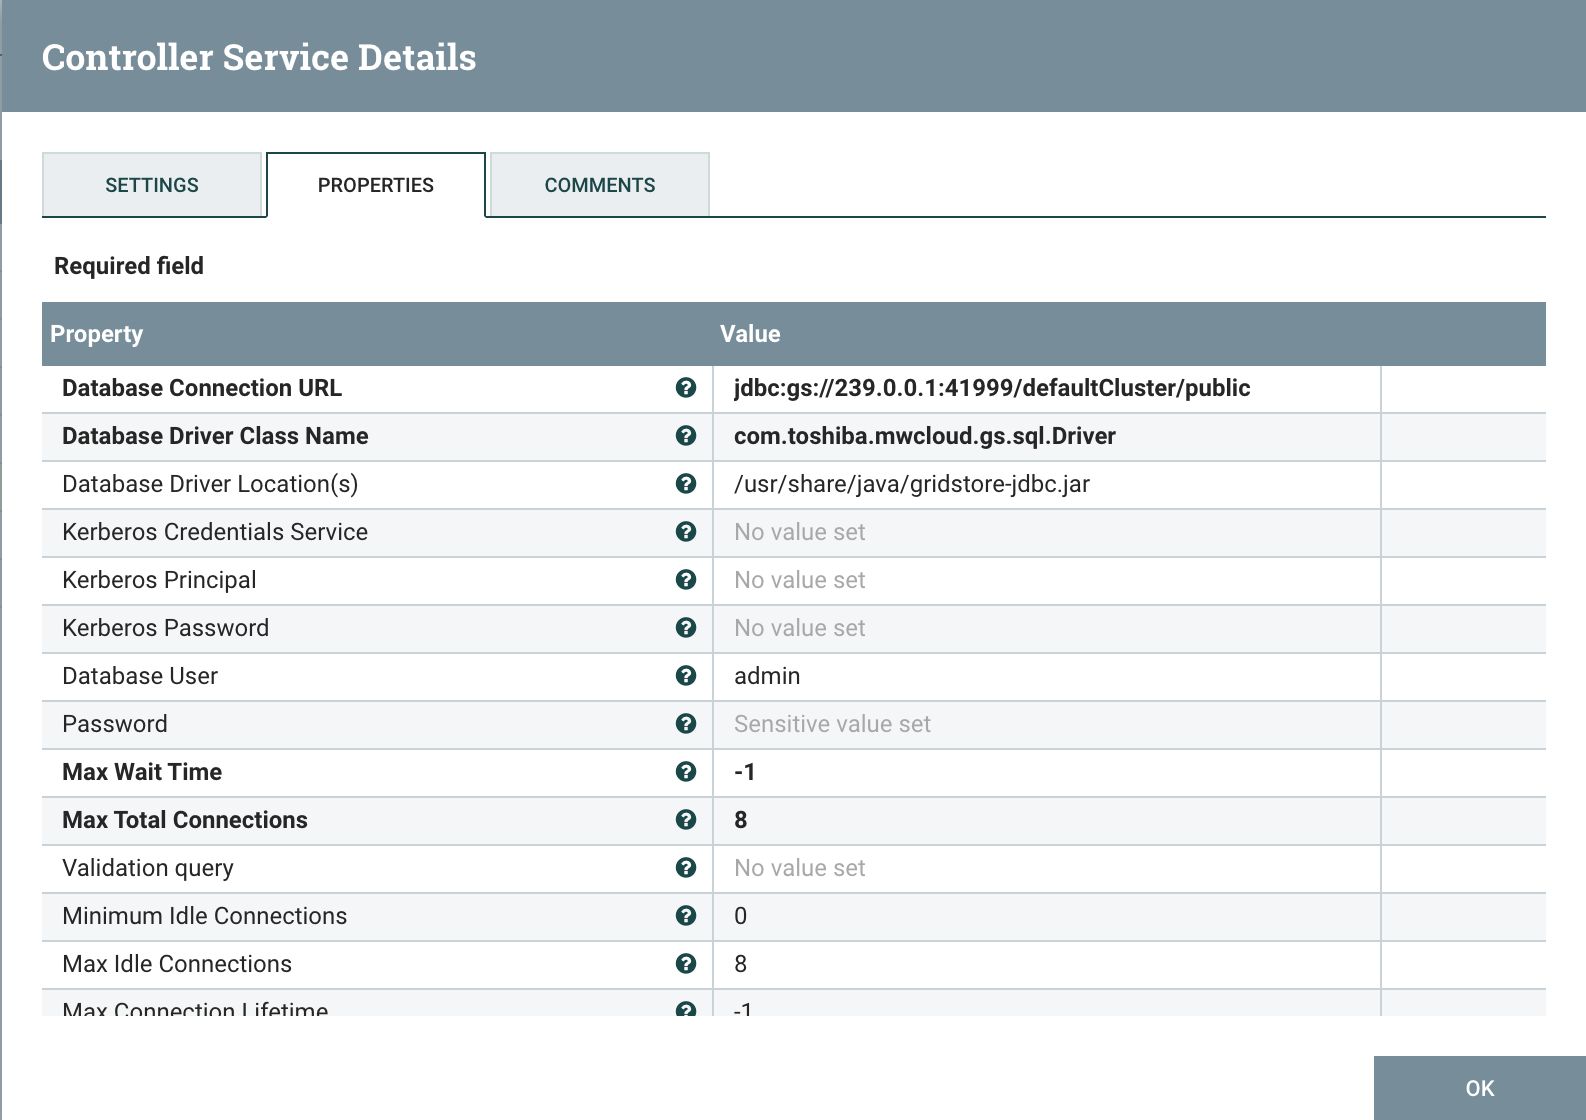 Controller Service Details
SETTINGS PROPERTIES COMMENTS
Required field
Property Value
Database Connection URL jdbc:gs://239.0.0.1:41999/defaultCluster/public
Database Driver Class Name com.toshiba.mwcloud.gs.sql.Driver
Database Driver Location(s) /usr/share/java/gridstore-jdbc.jar
Kerberos Credentials Service No value set
Kerberos Principal No value set
Kerberos Password No value set
Database User admin
Password Sensitive value set
Max Wait Time -1
Max Total Connections 8
Validation query No value set
Minimum Idle Connections 0
Max Idle Connections 8
Max Connection Lifetime -1
OK